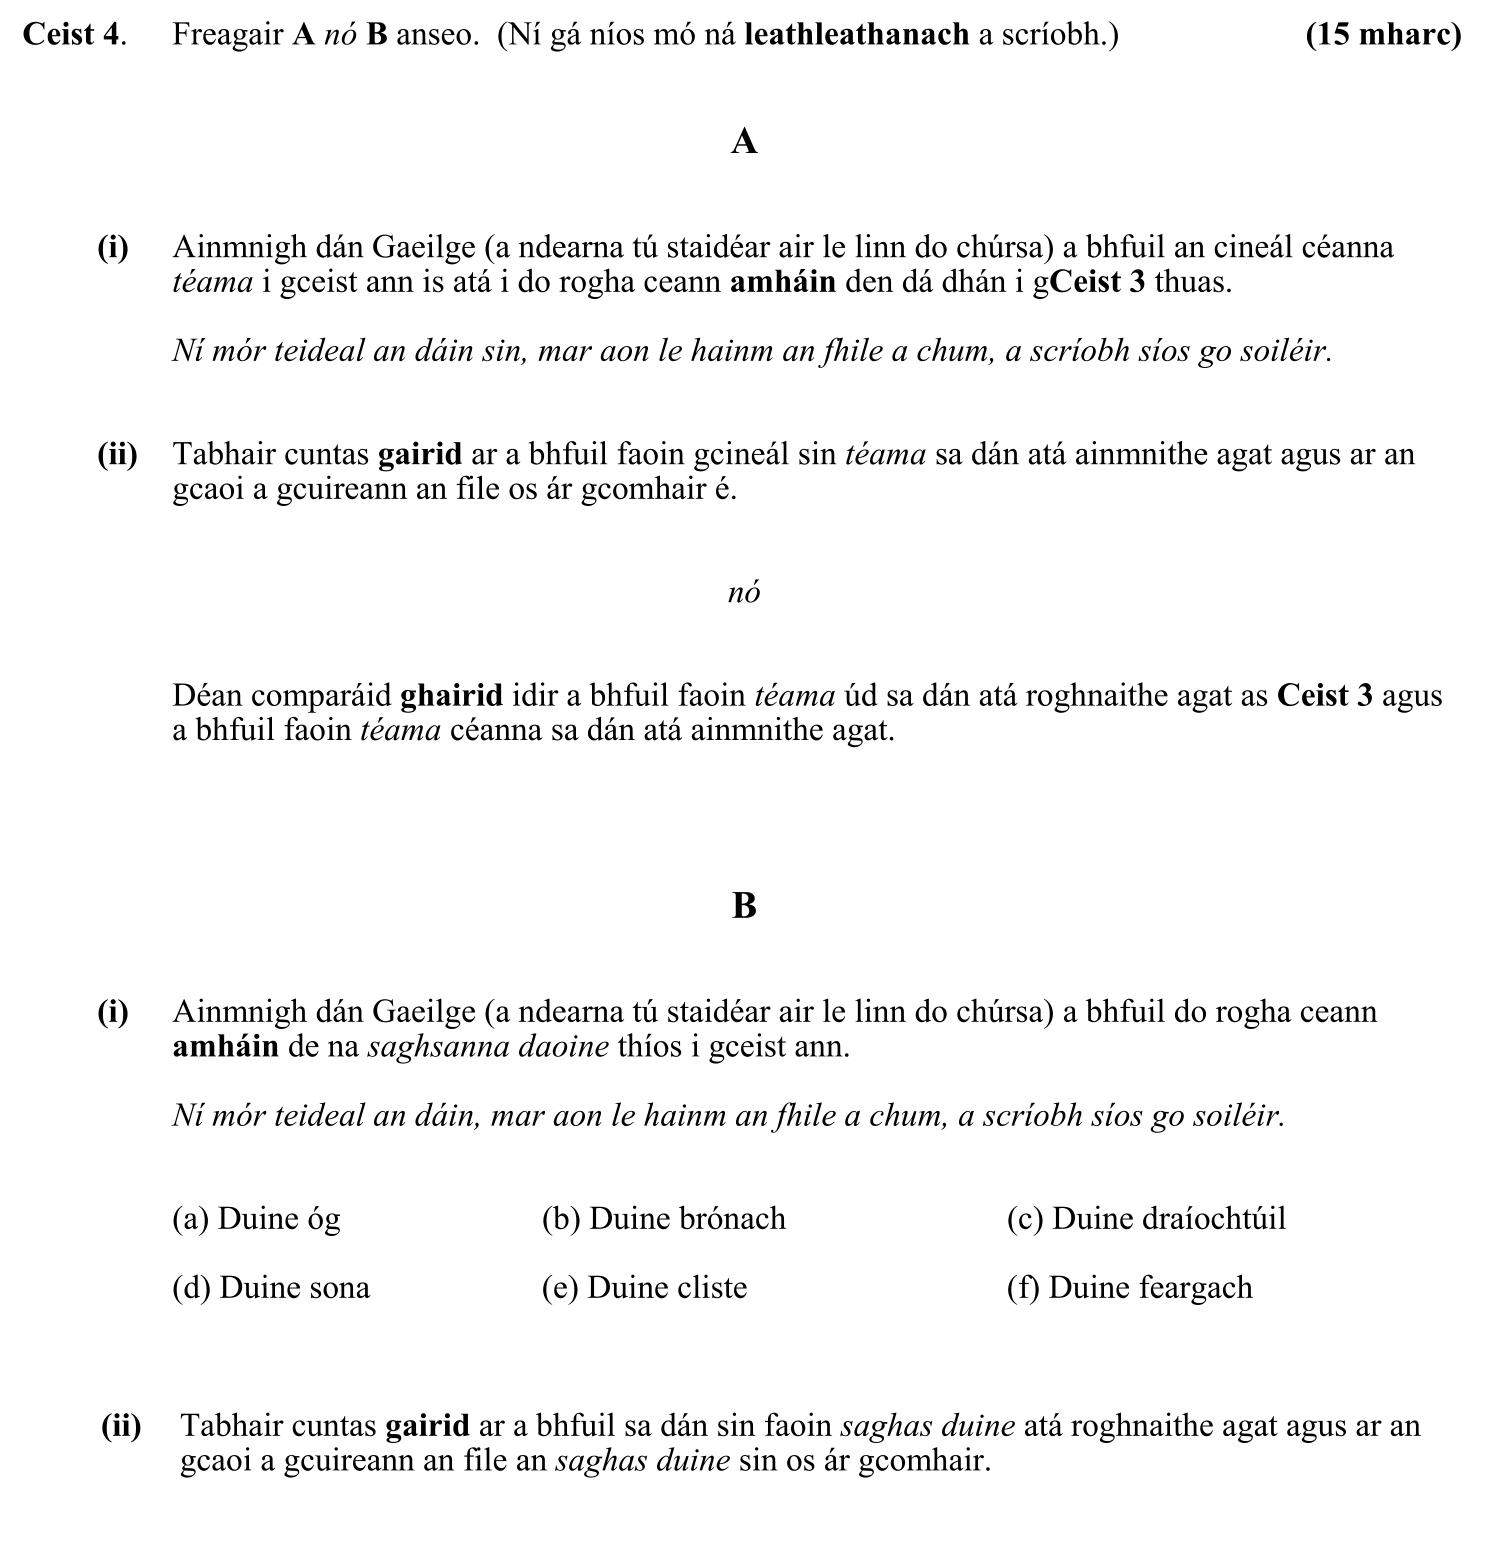 Ceist 4. Freagair A nó B anseo. (Ní gá níos mó ná leathleathanach a scríobh.) (15 mharc)
A
(i) Ainmnigh dán Gaeilge (a ndearna tú staidéar air le linn do chúrsa) a bhfuil an cineál céanna
téama i gceist ann is atá i do rogha ceann amháin den dá dhán i gCeist 3 thuas.
Ní mór teideal an dáin sin, mar aon le hainm an fhile a chum, a scríobh síos go soiléir.
(ii) Tabhair cuntas gairid ar a bhfuil faoin gcineál sin téama sa dán atá ainmnithe agat agus ar an
gcaoi a gcuireann an file os ár gcomhair é.
nó
Déan comparáid ghairid idir a bhfuil faoin téama úd sa dán atá roghnaithe agat as Ceist 3 agus
a bhfuil faoin téama céanna sa dán atá ainmnithe agat.
B
(i) Ainmnigh dán Gaeilge (a ndearna tú staidéar air le linn do chúrsa) a bhfuil do rogha ceann
amháin de na saghsanna daoine thíos i gceist ann.
Ní mór teideal an dáin, mar aon le hainm an fhile a chum, a scríobh síos go soiléir.
(a) Duine óg (b) Duine brónach (c) Duine draíochtúil
(d) Duine sona (e) Duine cliste (f) Duine feargach
(ii) Tabhair cuntas gairid ar a bhfuil sa dán sin faoin saghas duine atá roghnaithe agat agus ar an
gcaoi a gcuireann an file an saghas duine sin os ár gcomhair.